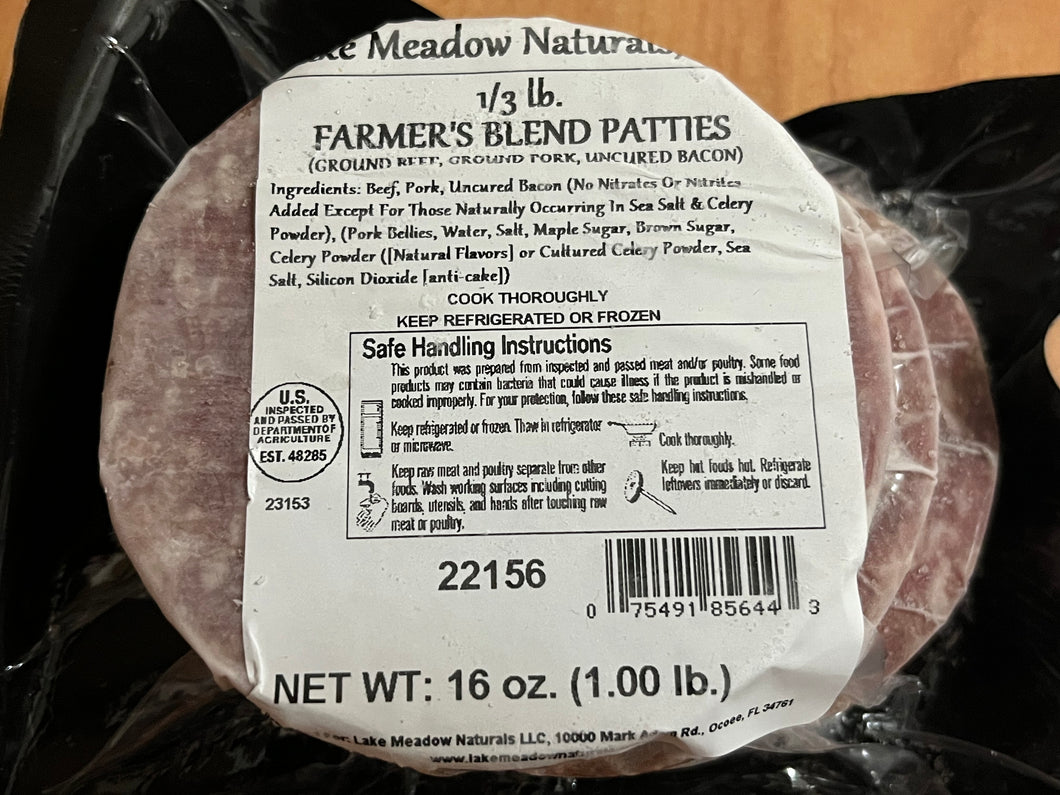 Meadow Naturals
1/3 lb.
FARMER'S BLEND PATTIES
(GROUND BEEF, GROUND PORK, UNCURED BACON)
Ingredients: Beef, Pork, Uncured Bacon (No Nitrates Or Nitrites
Added Except For Those Naturally Occurring In Sea Salt & Celery
Powder), (Pork Bellies, Water, Salt, Maple Sugar, Brown Sugar,
Celery Powder ([Natural Flavors] or Cultured Celery Powder, Sea
Salt, Silicon Dioxide [anti-cake])
COOK THOROUGHLY
KEEP REFRIGERATED OR FROZEN
Safe Handling Instructions
This product was prepared from inspected and passed meat and/or poultry. Some food
products may contain bacteria that could cause illness if the product is mishandled or
cooked improperly. For your protection, follow these safe handling instructions.
Keep refrigerated or frozen. Thaw in refrigerator
or microwave.
Cook thoroughly.
Keep raw meat and poultry separate from other
foods. Wash working surfaces including cutting
boards, utensils, and hands after touching raw
meat or poultry.
Keep hot foods hot. Refrigerate
leftovers immediately or discard.
U.S.
INSPECTED
AND PASSED BY
DEPARTMENT OF
AGRICULTURE
EST. 48285
23153
22156
0 75491 85644 3
NET WT: 16 oz. (1.00 lb.)
Lake Meadow Naturals LLC, 10000 Mark Rd., Ocoee, FL 34761